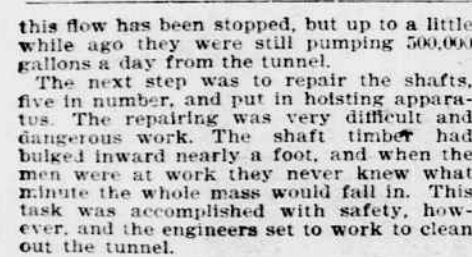 this flow has been stopped, but up to a little
while ago they were still pumping 500,000
gallons a day from the tunnel.
The next step was to repair the shafts,
five in number, and put in hoisting appara-
tus. The repairing was very difficult and
dangerous work. The shaft timber had
bulged inward nearly a foot, and when the
men were at work they never knew what
minute the whole mass would fall in. This
task was accomplished with safety, how-
ever, and the engineers set to work to clean
out the tunnel.